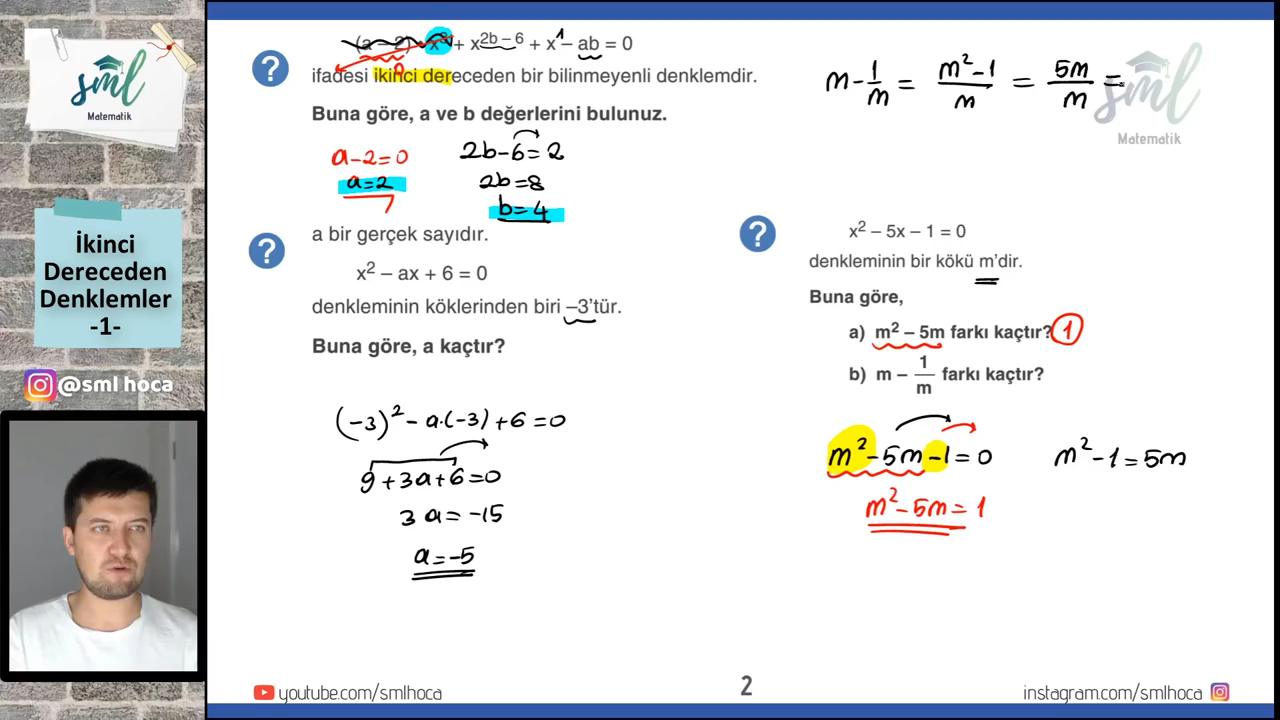 sml
Matematik
İkinci
Dereceden
Denklemler
-1-
@sml hoca
(a – 2) x³ + x^{2b – 6} + x¹ – ab = 0
0
ifadesi ikinci dereceden bir bilinmeyenli denklemdir.
Buna göre, a ve b değerlerini bulunuz.
a-2=0
a=2
2b-6=2
2b=8
b=4
?
a bir gerçek sayıdır.
x² – ax + 6 = 0
denkleminin köklerinden biri –3'tür.
Buna göre, a kaçtır?
(-3)² - a.(-3) +6 =0
9+3a+6=0
3a=-15
a=-5
?
m - 1/m = m²-1/m = 5m/m =
sml
Matematik
?
x² – 5x – 1 = 0
denkleminin bir kökü m'dir.
Buna göre,
a) m² – 5m farkı kaçtır? 1
b) m – 1/m farkı kaçtır?
m²-5m-1=0
m²-1=5m
m²-5m=1
youtube.com/smlhoca
2
instagram.com/smlhoca